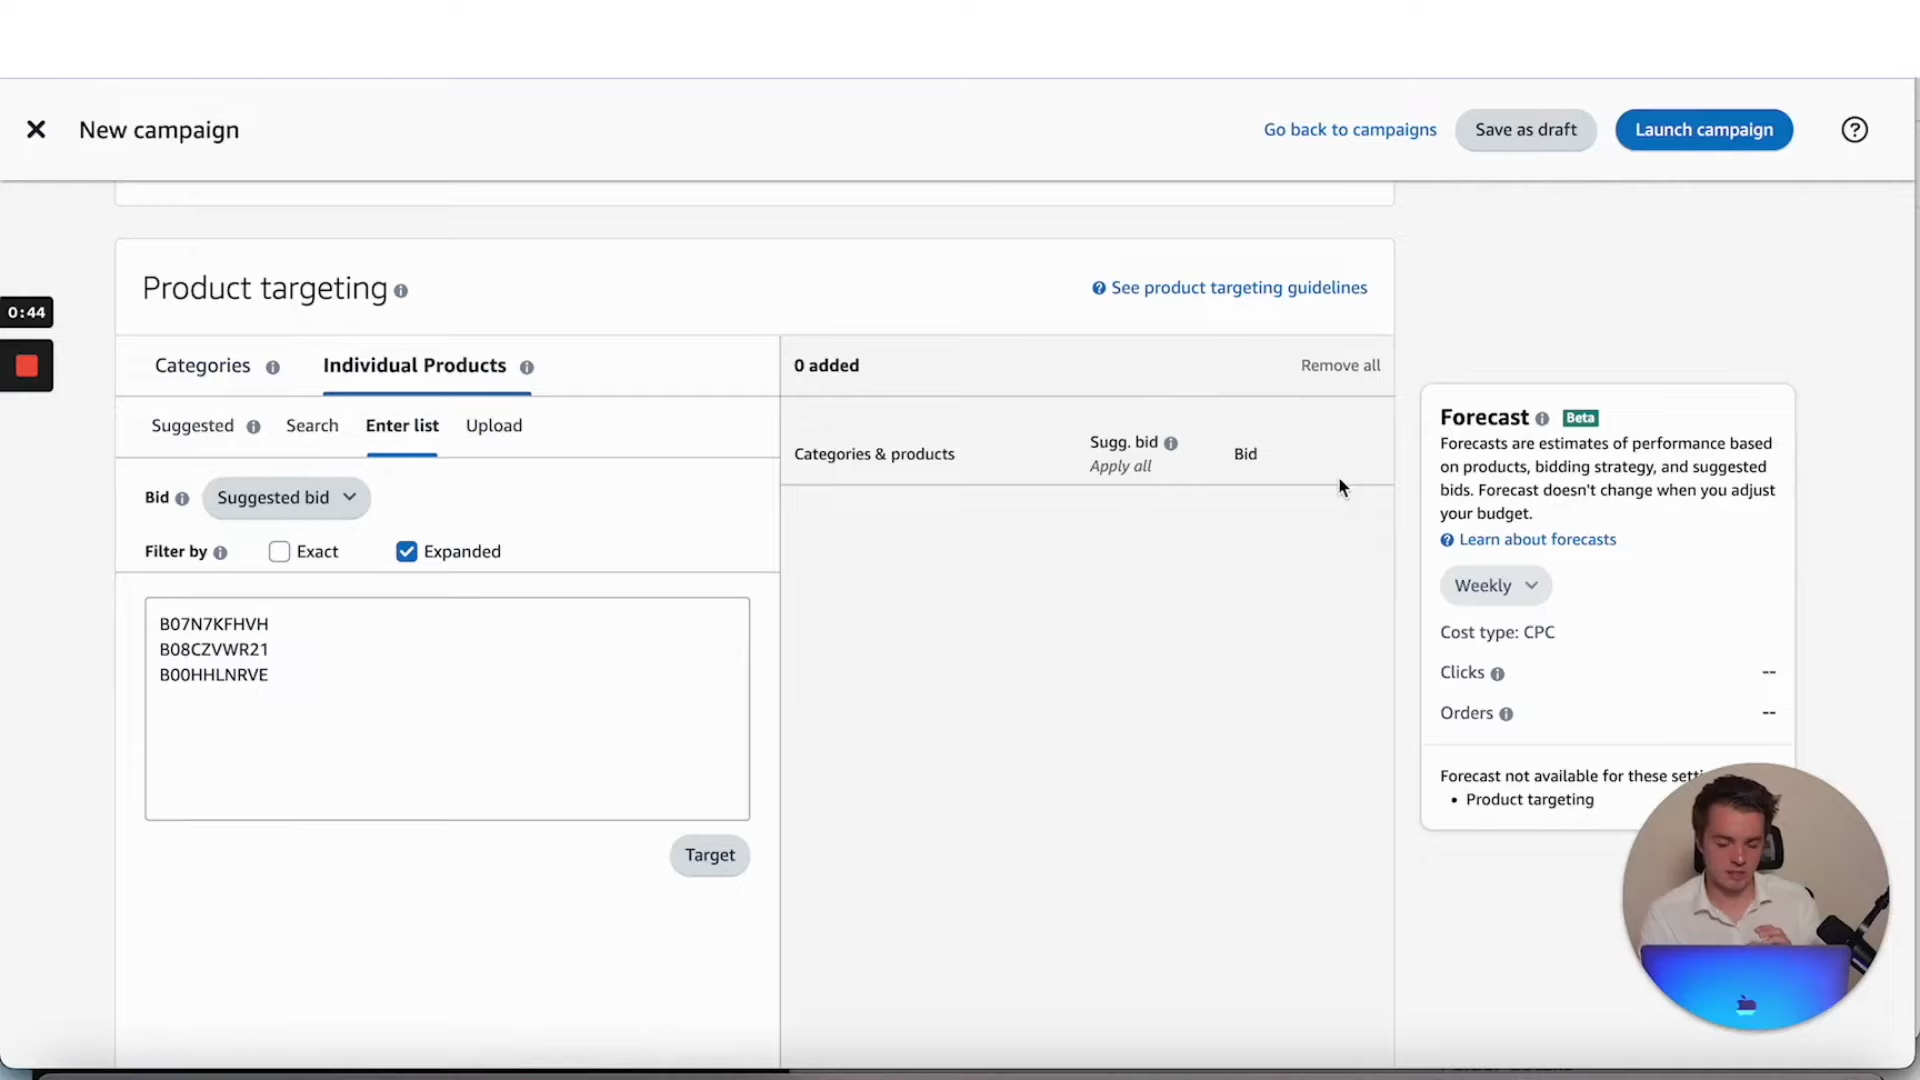 New campaign
Go back to campaigns
Save as draft
Launch campaign
Product targeting
See product targeting guidelines
0:44
Categories
Individual Products
0 added
Remove all
Suggested
Search
Enter list
Upload
Categories & products
Sugg. bid
Apply all
Bid
Bid
Suggested bid
Filter by
Exact
Expanded
B07N7KFHVH
B08CZVWR21
B00HHLNRVE
Target
Forecast
Beta
Forecasts are estimates of performance based
on products, bidding strategy, and suggested
bids. Forecast doesn't change when you adjust
your budget.
Learn about forecasts
Weekly
Cost type: CPC
Clicks
--
Orders
--
Forecast not available for these
• Product targeting